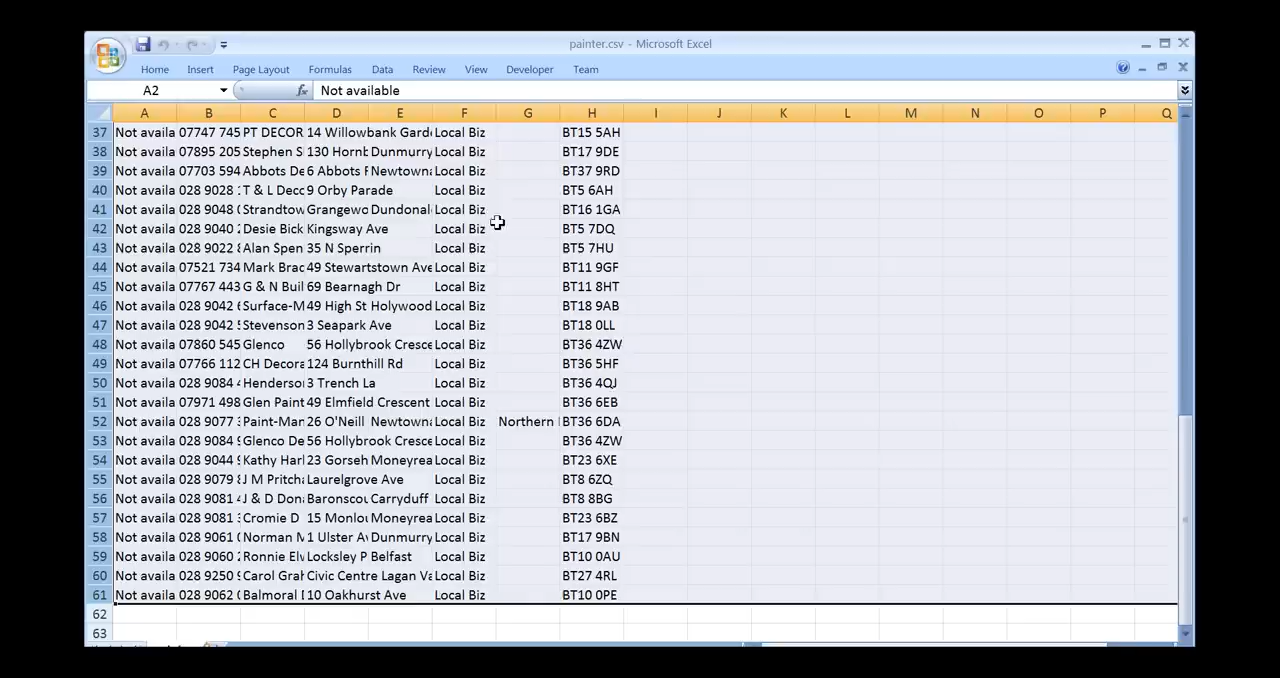 painter.csv - Microsoft Excel
Home Insert Page Layout Formulas Data Review View Developer Team
A2 fx Not available
A B C D E F G H I J K L M N O P Q
37 Not availa 07747 745 PT DECOR 14 Willowbank Gard Local Biz BT15 5AH
38 Not availa 07895 205 Stephen S 130 Hornb Dunmurry Local Biz BT17 9DE
39 Not availa 07703 594 Abbots De 6 Abbots Newtowna Local Biz BT37 9RD
40 Not availa 028 9028 T & L Deco 9 Orby Parade Local Biz BT5 6AH
41 Not availa 028 9048 Strandtow Grangewo Dundonal Local Biz BT16 1GA
42 Not availa 028 9040 Desie Bick Kingsway Ave Local Biz BT5 7DQ
43 Not availa 028 9022 Alan Spen 35 N Sperrin Local Biz BT5 7HU
44 Not availa 07521 734 Mark Brac 49 Stewartstown Ave Local Biz BT11 9GF
45 Not availa 07767 443 G & N Buil 69 Bearnagh Dr Local Biz BT11 8HT
46 Not availa 028 9042 Surface-M 49 High St Holywood Local Biz BT18 9AB
47 Not availa 028 9042 Stevenson 3 Seapark Ave Local Biz BT18 0LL
48 Not availa 07860 545 Glenco 56 Hollybrook Cresce Local Biz BT36 4ZW
49 Not availa 07766 112 CH Decora 124 Burnthill Rd Local Biz BT36 5HF
50 Not availa 028 9084 Henderso 3 Trench La Local Biz BT36 4QJ
51 Not availa 07971 498 Glen Pain 49 Elmfield Crescent Local Biz BT36 6EB
52 Not availa 028 9077 Paint-Man 26 O'Neill Newtowna Local Biz Northern BT36 6DA
53 Not availa 028 9084 Glenco De 56 Hollybrook Cresce Local Biz BT36 4ZW
54 Not availa 028 9044 Kathy Harl 23 Gorseh Moneyrea Local Biz BT23 6XE
55 Not availa 028 9079 J M Pritch Laurelgrove Ave Local Biz BT8 6ZQ
56 Not availa 028 9081 J & D Don Baronscou Carryduff Local Biz BT8 8BG
57 Not availa 028 9081 Cromie D 15 Monlou Moneyrea Local Biz BT23 6BZ
58 Not availa 028 9061 Norman M 1 Ulster Av Dunmurry Local Biz BT17 9BN
59 Not availa 028 9060 Ronnie Elv Locksley P Belfast Local Biz BT10 0AU
60 Not availa 028 9250 Carol Gral Civic Centre Lagan Va Local Biz BT27 4RL
61 Not availa 028 9062 Balmoral 10 Oakhurst Ave Local Biz BT10 0PE
62
63